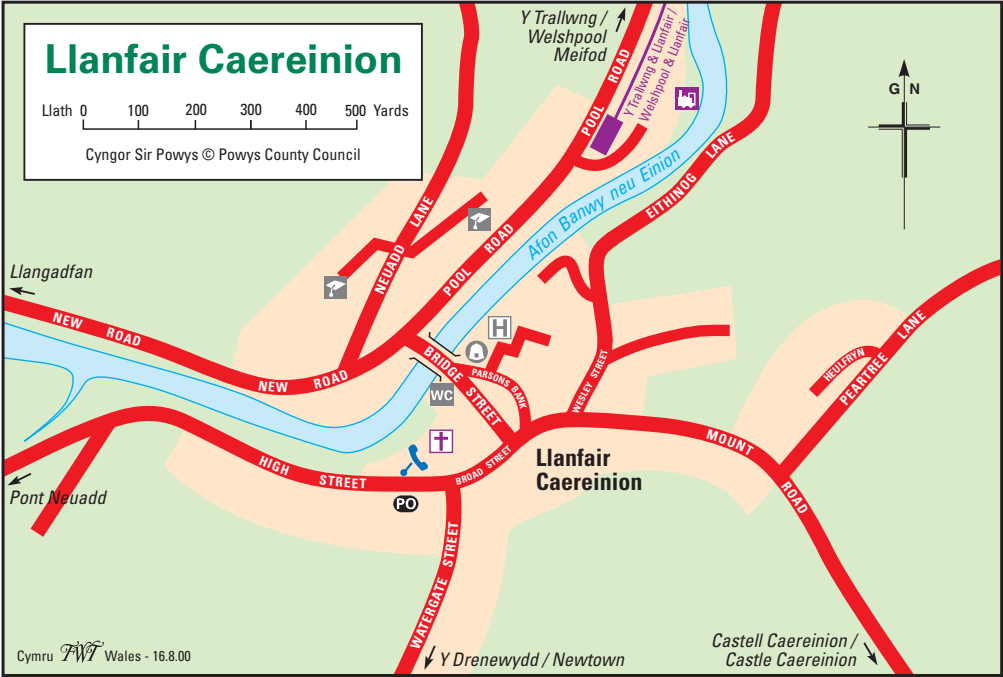 Llanfair Caereinion
Llath 0 100 200 300 400 500 Yards
Cyngor Sir Powys © Powys County Council
Y Trallwng /
Welshpool
Meifod
Y Trallwng & Llanfair /
Welshpool & Llanfair
G N
POOL ROAD
EITHINOG LANE
Afon Banwy neu Einion
NEUADD LANE
POOL ROAD
Llangadfan
NEW ROAD
NEW ROAD
H
BRIDGE STREET
PARSONS BANK
WC
WESLEY STREET
HEULFRYN
PEARTREE LANE
MOUNT ROAD
HIGH STREET
BROAD STREET
Llanfair
Caereinion
Pont Neuadd
PO
WATERGATE STREET
Cymru FWT Wales - 16.8.00
Y Drenewydd / Newtown
Castell Caereinion /
Castle Caereinion